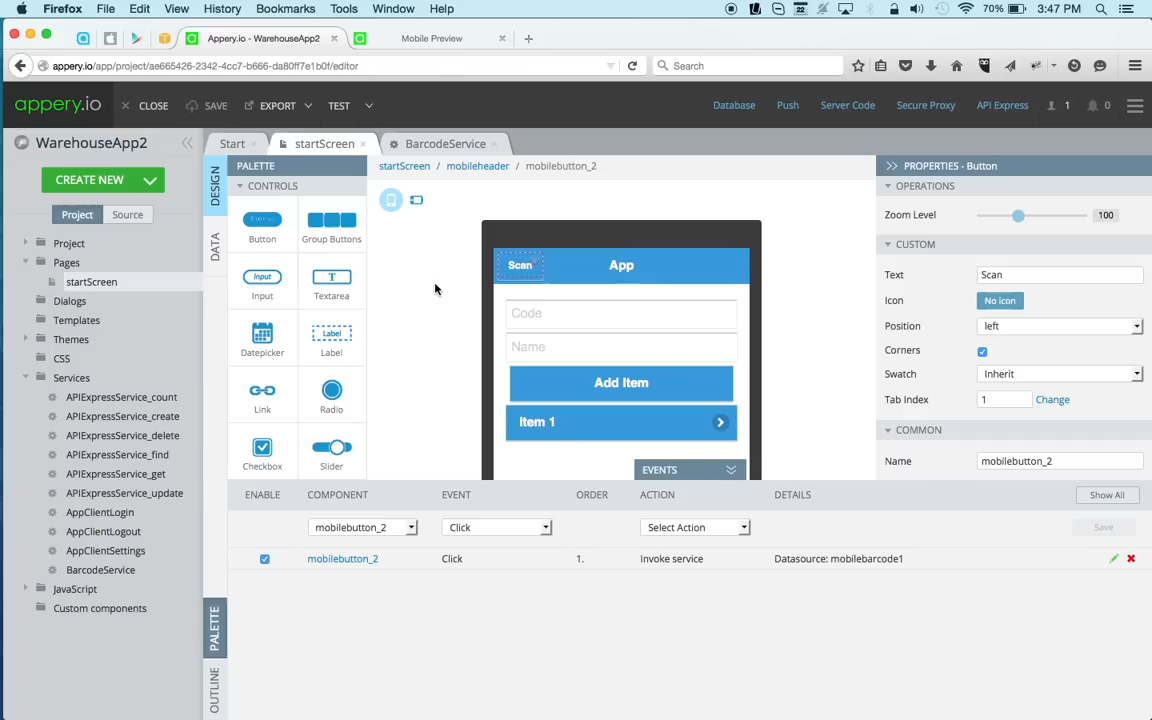 Firefox File Edit View History Bookmarks Tools Window Help 22 70% 3:47 PM
Appery.io - WarehouseApp2 × Mobile Preview × +
appery.io/app/project/ae665426-2342-4cc7-b666-da80ff7e1b0f/editor Search
appery.io × CLOSE SAVE EXPORT TEST Database Push Server Code Secure Proxy API Express 1 0
WarehouseApp2 Start × startScreen × BarcodeService ×
CREATE NEW
Project Source
Project
Pages
startScreen
Dialogs
Templates
Themes
CSS
Services
APIExpressService_count
APIExpressService_create
APIExpressService_delete
APIExpressService_find
APIExpressService_get
APIExpressService_update
AppClientLogin
AppClientLogout
AppClientSettings
BarcodeService
JavaScript
Custom components
DESIGN
DATA
PALETTE
OUTLINE
PALETTE
CONTROLS
Button Group Buttons
Input Input
T Textarea
Datepicker
Label Label
Link Radio
Checkbox Slider
startScreen / mobileheader / mobilebutton_2
Scan App
Code
Name
Add Item
Item 1
EVENTS
PROPERTIES - Button
OPERATIONS
Zoom Level 100
CUSTOM
Text Scan
Icon No icon
Position left
Corners
Swatch Inherit
Tab Index 1 Change
COMMON
Name mobilebutton_2
ENABLE COMPONENT EVENT ORDER ACTION DETAILS Show All
mobilebutton_2 Click Select Action Save
mobilebutton_2 Click 1. Invoke service Datasource: mobilebarcode1